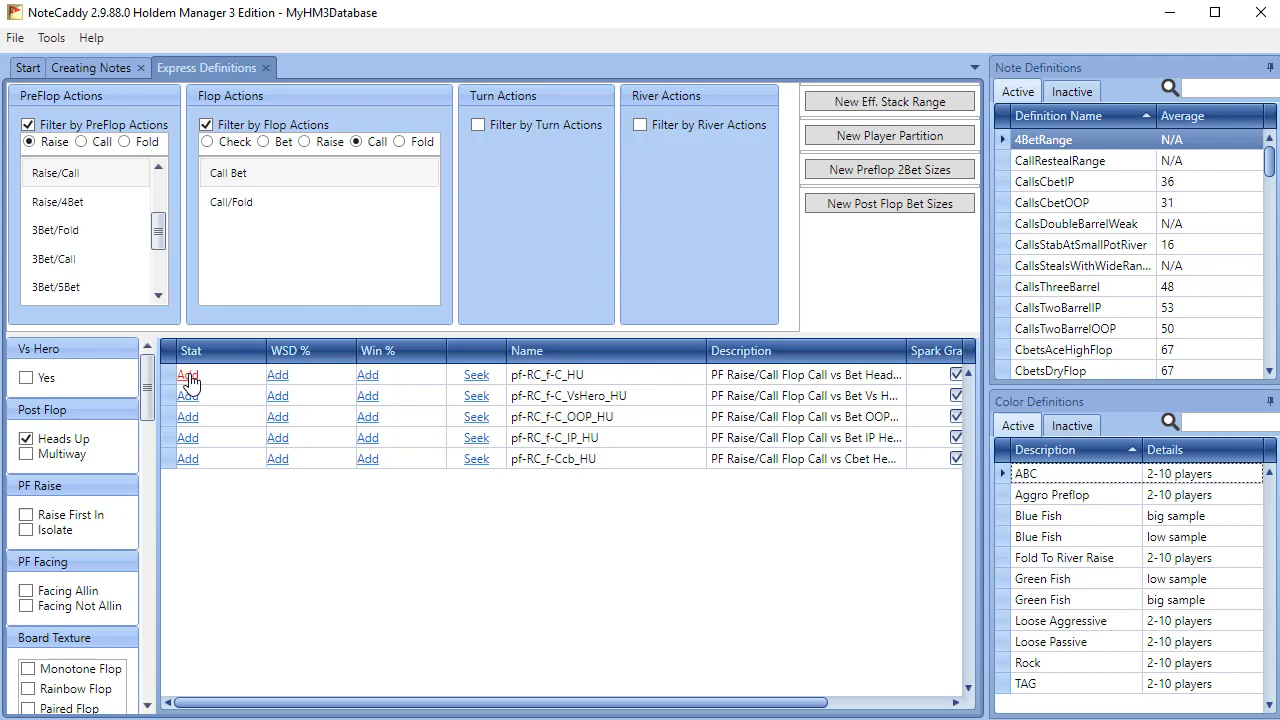 NoteCaddy 2.9.88.0 Holdem Manager 3 Edition - MyHM3Database
File Tools Help
Start Creating Notes Express Definitions
PreFlop Actions
Filter by PreFlop Actions
Raise Call Fold
Raise/Call
Raise/4Bet
3Bet/Fold
3Bet/Call
3Bet/5Bet
Flop Actions
Filter by Flop Actions
Check Bet Raise Call Fold
Call Bet
Call/Fold
Turn Actions
Filter by Turn Actions
River Actions
Filter by River Actions
New Eff. Stack Range
New Player Partition
New Preflop 2Bet Sizes
New Post Flop Bet Sizes
Vs Hero
Yes
Post Flop
Heads Up
Multiway
PF Raise
Raise First In
Isolate
PF Facing
Facing Allin
Facing Not Allin
Board Texture
Monotone Flop
Rainbow Flop
Paired Flop
Stat WSD % Win % Name Description Spark Gra
Add Add Add Seek pf-RC_f-C_HU PF Raise/Call Flop Call vs Bet Head...
Add Add Add Seek pf-RC_f-C_VsHero_HU PF Raise/Call Flop Call vs Bet Vs H...
Add Add Add Seek pf-RC_f-C_OOP_HU PF Raise/Call Flop Call vs Bet OOP...
Add Add Add Seek pf-RC_f-C_IP_HU PF Raise/Call Flop Call vs Bet IP He...
Add Add Add Seek pf-RC_f-Ccb_HU PF Raise/Call Flop Call vs Cbet He...
Note Definitions
Active Inactive
Definition Name Average
4BetRange N/A
CallRestealRange N/A
CallsCbetIP 36
CallsCbetOOP 31
CallsDoubleBarrelWeak N/A
CallsStabAtSmallPotRiver 16
CallsStealsWithWideRan... N/A
CallsThreeBarrel 48
CallsTwoBarrelIP 53
CallsTwoBarrelOOP 50
CbetsAceHighFlop 67
CbetsDryFlop 67
Color Definitions
Active Inactive
Description Details
ABC 2-10 players
Aggro Preflop 2-10 players
Blue Fish big sample
Blue Fish low sample
Fold To River Raise 2-10 players
Green Fish low sample
Green Fish big sample
Loose Aggressive 2-10 players
Loose Passive 2-10 players
Rock 2-10 players
TAG 2-10 players